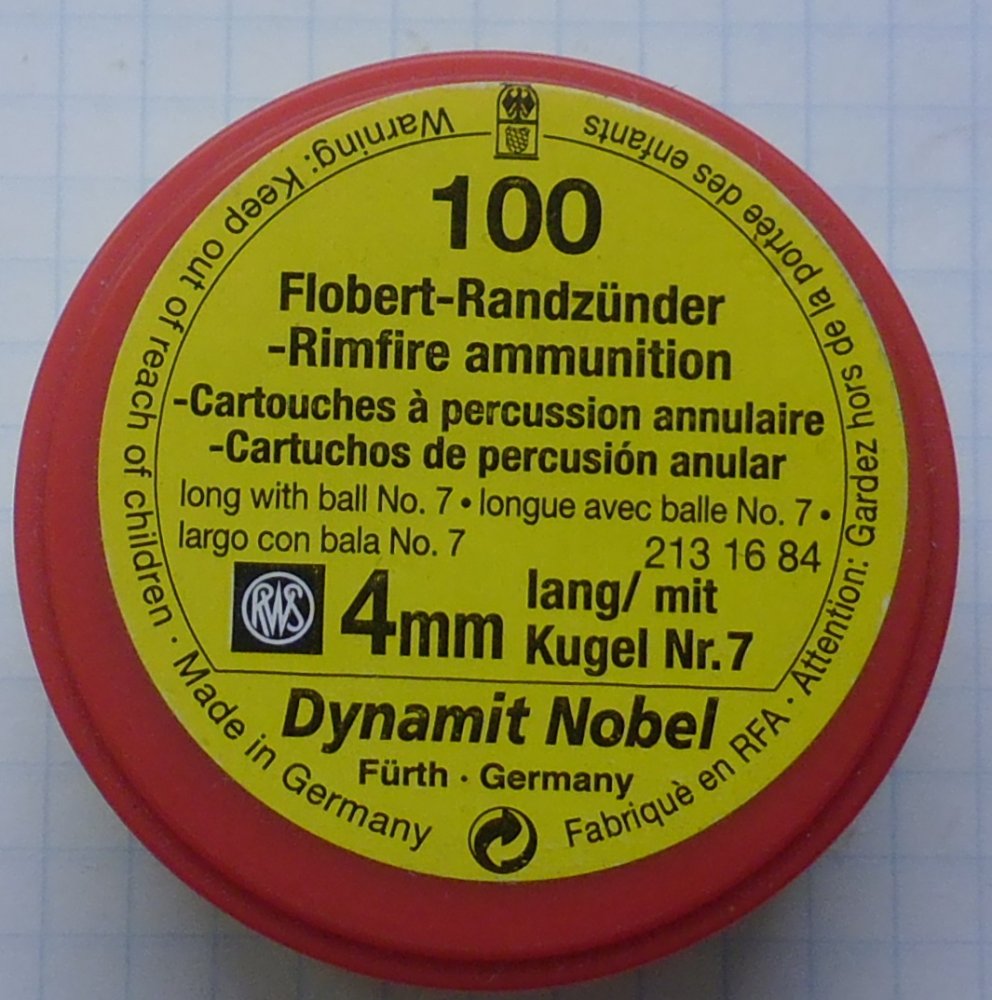 100
Flobert-Randzünder
-Rimfire ammunition
-Cartouches à percussion annulaire
-Cartuchos de percusión anular
long with ball No. 7 • longue avec balle No. 7 •
largo con bala No. 7
213 16 84
RWS
4mm lang/ mit
Kugel Nr. 7
Dynamit Nobel
Fürth · Germany
Warning: Keep out of reach of children · Made in Germany
Fabriquè en RFA · Attention: Gardez hors de la portèe des enfants